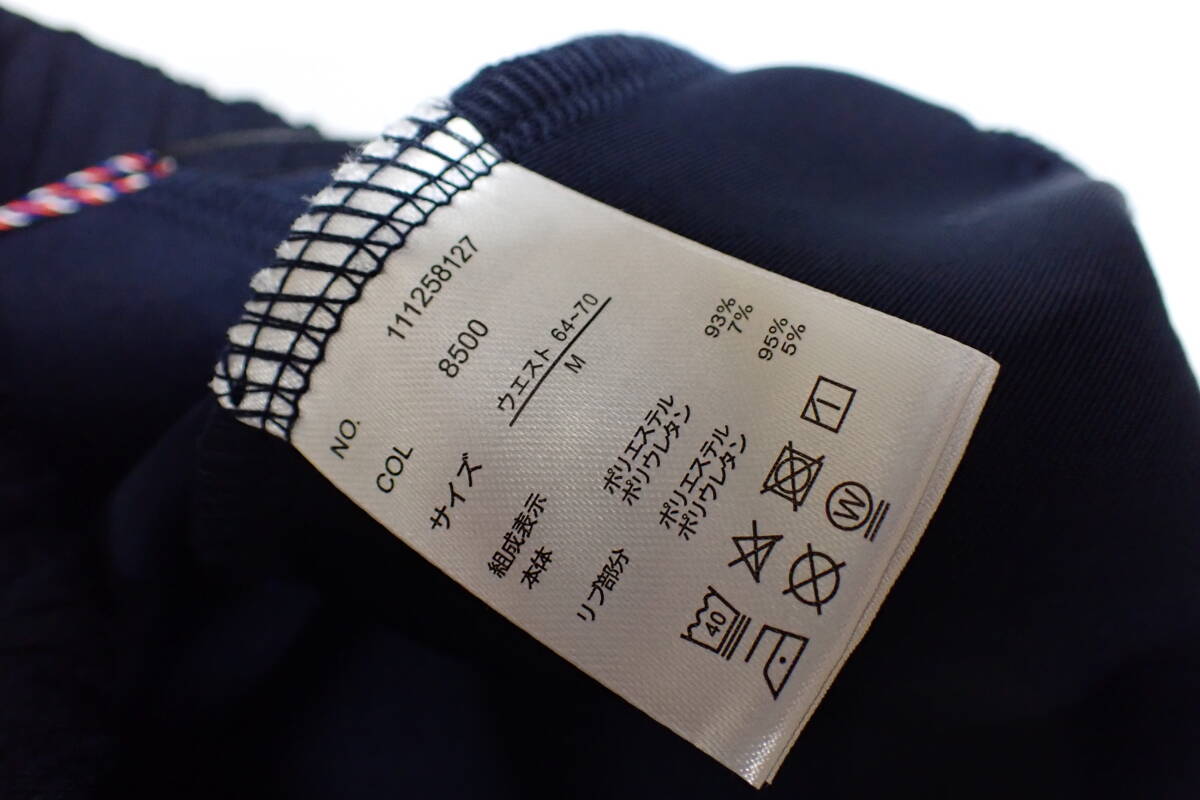 NO. 111258127
COL 8500
サイズ ウエスト 64~70
M
組成表示
本体 ポリエステル 93%
ポリウレタン 7%
リブ部分 ポリエステル 95%
ポリウレタン 5%
40
W